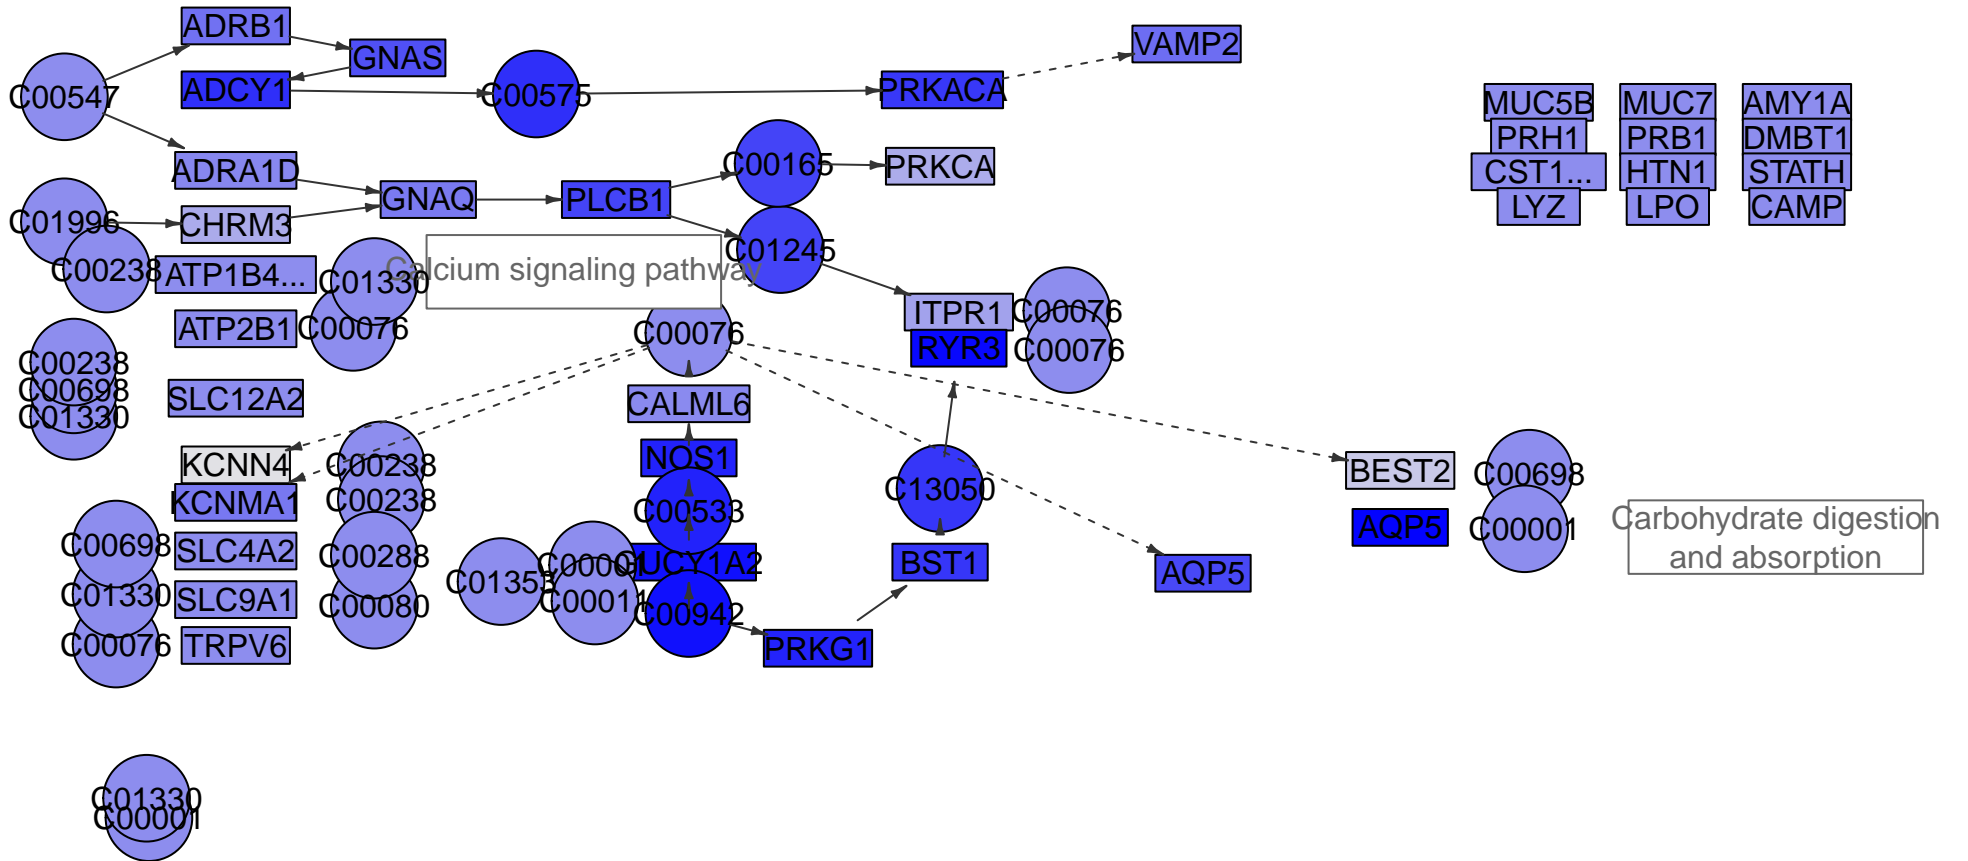 ADRB1
GNAS
VAMP2
C00547
ADCY1
C00575
PRKACA
MUC5B
MUC7
AMY1A
PRH1
PRB1
DMBT1
CST1...
HTN1
STATH
LYZ
LPO
CAMP
ADRA1D
C00165
PRKCA
GNAQ
PLCB1
C01996
CHRM3
C01245
C00238
ATP1B4...
C01330
Calcium signaling pathway
ATP2B1
C00076
C00076
ITPR1
C00076
RYR3
C00076
C00238
C00698
C01330
SLC12A2
CALML6
KCNN4
C00238
NOS1
BEST2
C00698
KCNMA1
C00238
C00533
C13050
AQP5
C00001
Carbohydrate digestion
and absorption
C00698
SLC4A2
C00288
C01353
C00001
GUCY1A2
BST1
AQP5
C01330
SLC9A1
C00080
C00011
C00942
C00076
TRPV6
PRKG1
C01330
C00001